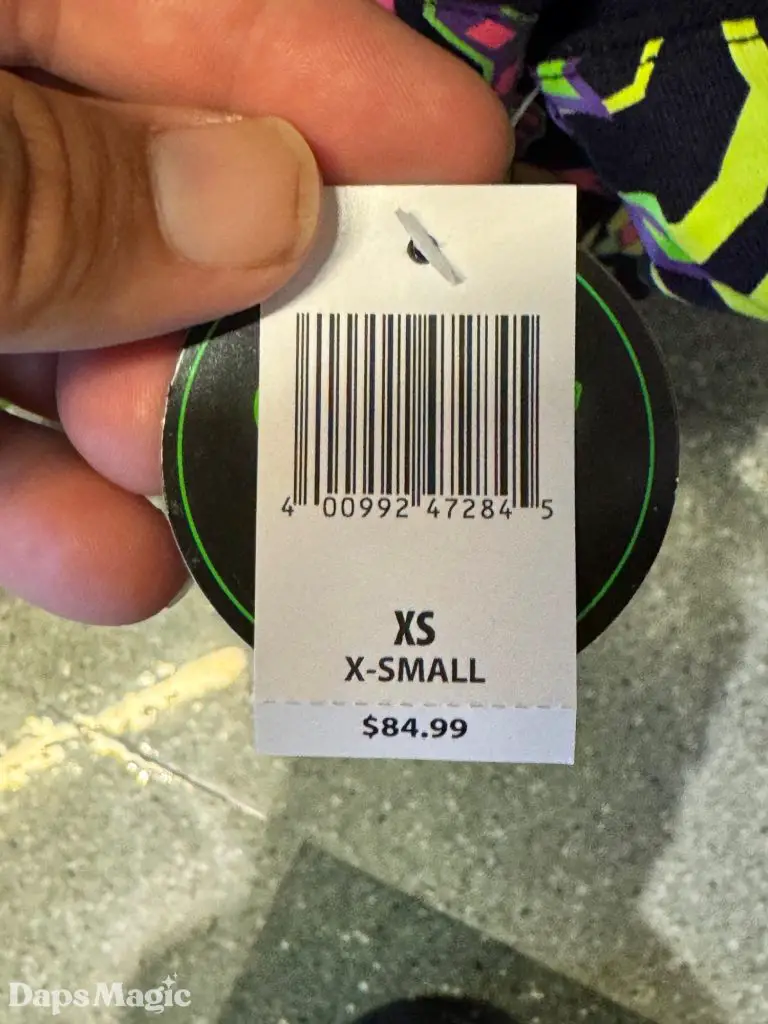 4 00992 47284 5
XS
X-SMALL
$84.99
DapsMagic